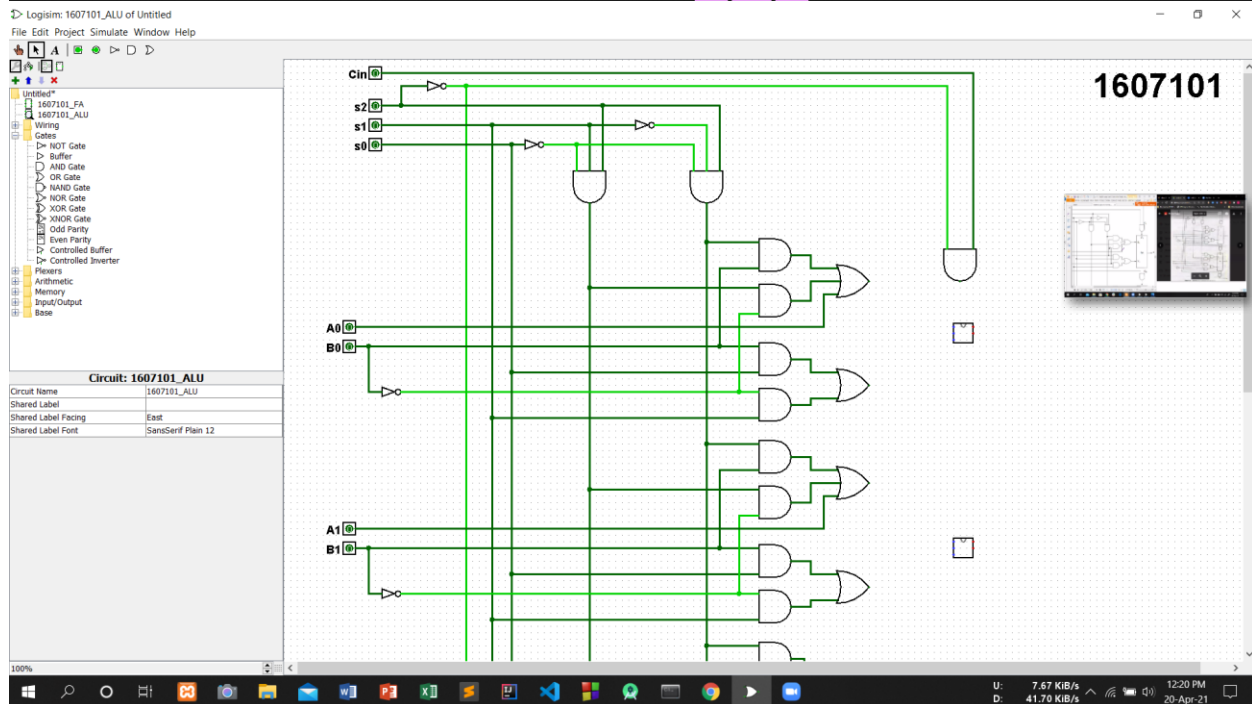 Logisim: 1607101_ALU of Untitled
File Edit Project Simulate Window Help
A
Untitled*
1607101_FA
1607101_ALU
Wiring
Gates
NOT Gate
Buffer
AND Gate
OR Gate
NAND Gate
NOR Gate
XOR Gate
XNOR Gate
Odd Parity
Even Parity
Controlled Buffer
Controlled Inverter
Plexers
Arithmetic
Memory
Input/Output
Base
Circuit: 1607101_ALU
Circuit Name 1607101_ALU
Shared Label
Shared Label Facing East
Shared Label Font SansSerif Plain 12
100%
Cin
s2
s1
s0
1607101
A0
B0
A1
B1
U: 7.67 KiB/s
D: 41.70 KiB/s
12:20 PM
20-Apr-21